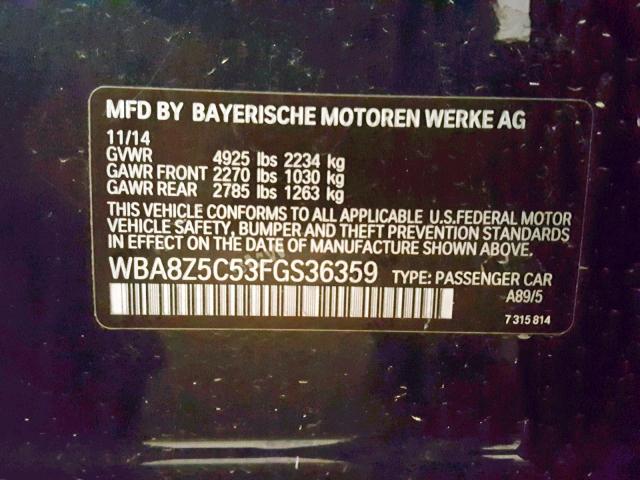 MFD BY BAYERISCHE MOTOREN WERKE AG
11/14
GVWR 4925 lbs 2234 kg
GAWR FRONT 2270 lbs 1030 kg
GAWR REAR 2785 lbs 1263 kg
THIS VEHICLE CONFORMS TO ALL APPLICABLE U.S.FEDERAL MOTOR
VEHICLE SAFETY, BUMPER AND THEFT PREVENTION STANDARDS
IN EFFECT ON THE DATE OF MANUFACTURE SHOWN ABOVE.
WBA8Z5C53FGS36359 TYPE: PASSENGER CAR
A89/5
7 315 814